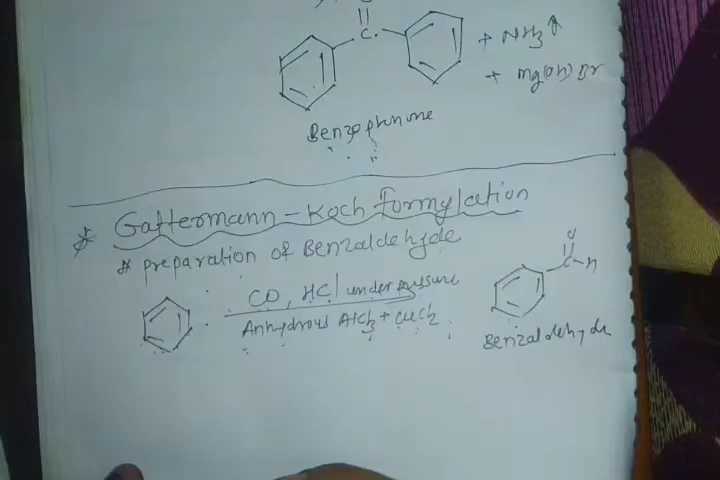 O
C
+ NH3↑
+ Mg(OH)Br
Benzophenone
* Gattermann - Koch Formylation
* preparation of Benzaldehyde
CO, HCl under pressure
Anhydrous AlCl3 + CuCl2
O
C-H
Benzaldehyde